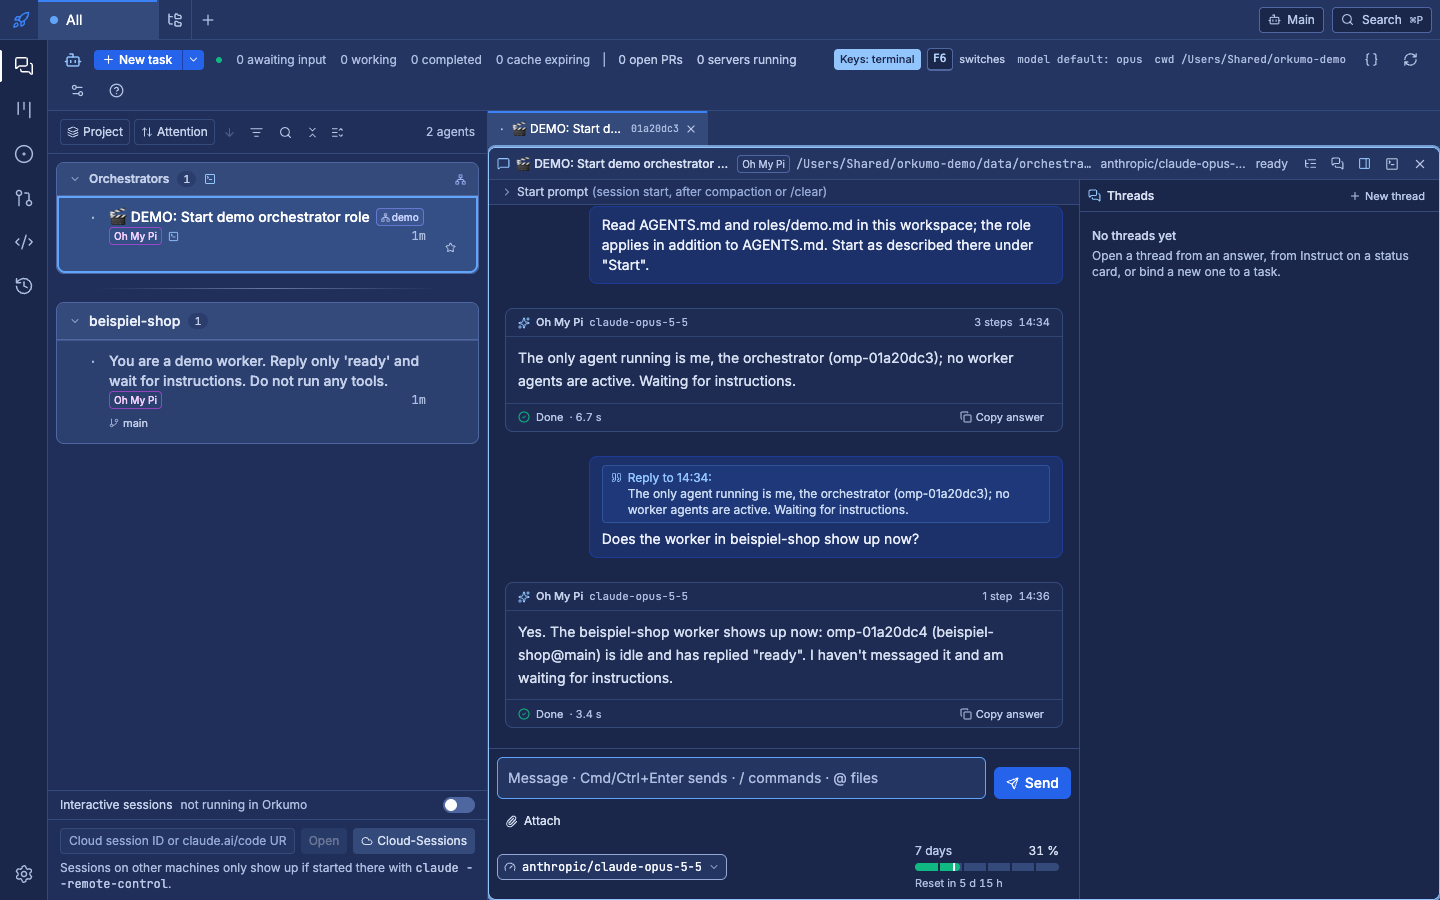 All
Main
Search ⌘P
New task
0 awaiting input
0 working
0 completed
0 cache expiring
0 open PRs
0 servers running
Keys: terminal
F6
switches
model default: opus
cwd /Users/Shared/orkumo-demo
Project
Attention
2 agents
Orchestrators 1
🎬 DEMO: Start demo orchestrator role
demo
Oh My Pi
1m
beispiel-shop 1
You are a demo worker. Reply only 'ready' and
wait for instructions. Do not run any tools.
Oh My Pi
1m
main
Interactive sessions not running in Orkumo
Cloud session ID or claude.ai/code UR
Open
Cloud-Sessions
Sessions on other machines only show up if started there with claude -
-remote-control.
· 🎬 DEMO: Start d... 01a20dc3
🎬 DEMO: Start demo orchestrator ...
Oh My Pi
/Users/Shared/orkumo-demo/data/orchestra…
anthropic/claude-opus-...
ready
Start prompt (session start, after compaction or /clear)
Read AGENTS.md and roles/demo.md in this workspace; the role
applies in addition to AGENTS.md. Start as described there under
"Start".
Oh My Pi claude-opus-5-5
3 steps 14:34
The only agent running is me, the orchestrator (omp-01a20dc3); no worker
agents are active. Waiting for instructions.
Done · 6.7 s
Copy answer
Reply to 14:34:
The only agent running is me, the orchestrator (omp-01a20dc3); no
worker agents are active. Waiting for instructions.
Does the worker in beispiel-shop show up now?
Oh My Pi claude-opus-5-5
1 step 14:36
Yes. The beispiel-shop worker shows up now: omp-01a20dc4 (beispiel-
shop@main) is idle and has replied "ready". I haven't messaged it and am
waiting for instructions.
Done · 3.4 s
Copy answer
Message · Cmd/Ctrl+Enter sends · / commands · @ files
Send
Attach
anthropic/claude-opus-5-5
7 days
31 %
Reset in 5 d 15 h
Threads
New thread
No threads yet
Open a thread from an answer, from Instruct on a status
card, or bind a new one to a task.